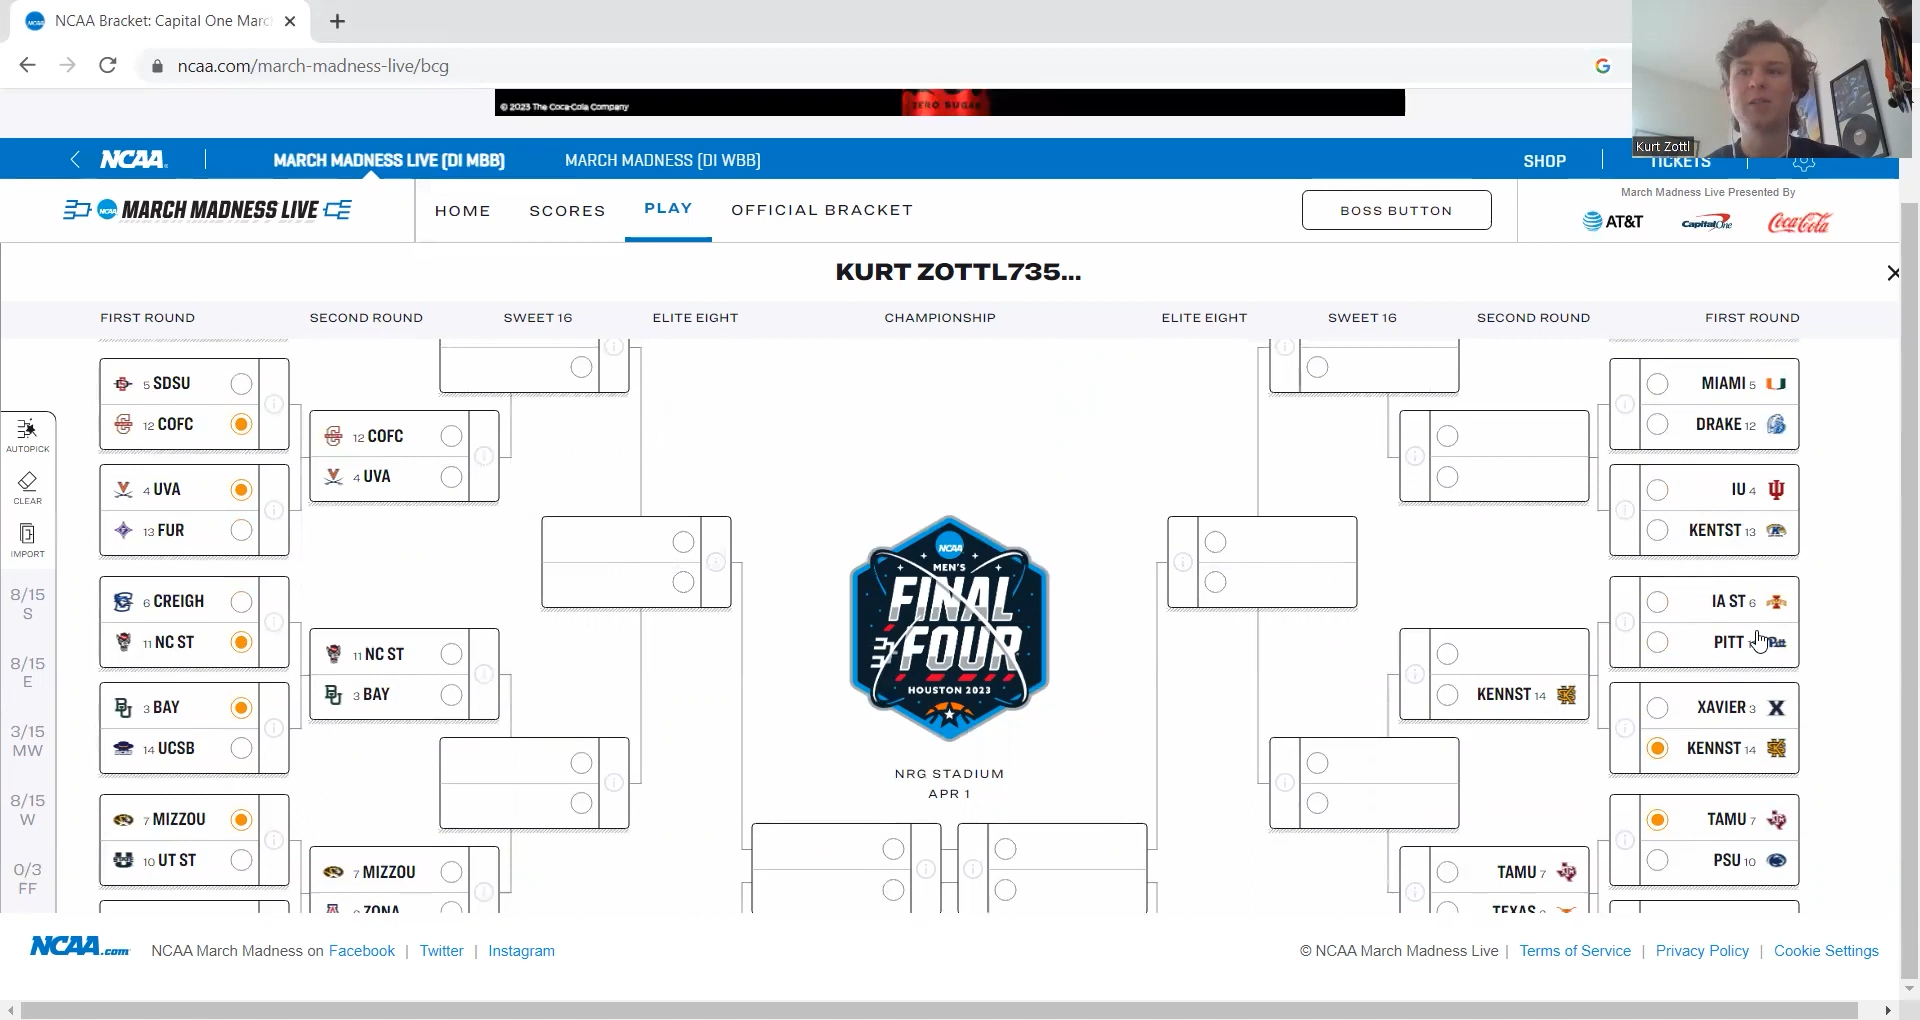 NCAA Bracket: Capital One Marc
ncaa.com/march-madness-live/bcg
© 2023 The Coca-Cola Company
ZERO SUGAR
Kurt Zottl
NCAA
MARCH MADNESS LIVE (DI MBB)
MARCH MADNESS (DI WBB)
SHOP
TICKETS
NCAA MARCH MADNESS LIVE
HOME
SCORES
PLAY
OFFICIAL BRACKET
BOSS BUTTON
March Madness Live Presented By
AT&T
Capital One
Coca-Cola
KURT ZOTTL735...
FIRST ROUND
SECOND ROUND
SWEET 16
ELITE EIGHT
CHAMPIONSHIP
ELITE EIGHT
SWEET 16
SECOND ROUND
FIRST ROUND
AUTOPICK
CLEAR
IMPORT
8/15
S
8/15
E
3/15
MW
8/15
W
0/3
FF
5 SDSU
12 COFC
4 UVA
13 FUR
6 CREIGH
11 NC ST
3 BAY
14 UCSB
7 MIZZOU
10 UT ST
12 COFC
4 UVA
11 NC ST
3 BAY
7 MIZZOU
ZONA
NCAA
MEN'S
FINAL
FOUR
HOUSTON 2023
NRG STADIUM
APR 1
KENNST 14
TAMU 7
TEXAS
MIAMI 5
DRAKE 12
IU 4
KENTST 13
IA ST 6
PITT
Pitt
XAVIER 3
KENNST 14
TAMU 7
PSU 10
NCAA.com
NCAA March Madness on Facebook | Twitter | Instagram
© NCAA March Madness Live | Terms of Service | Privacy Policy | Cookie Settings